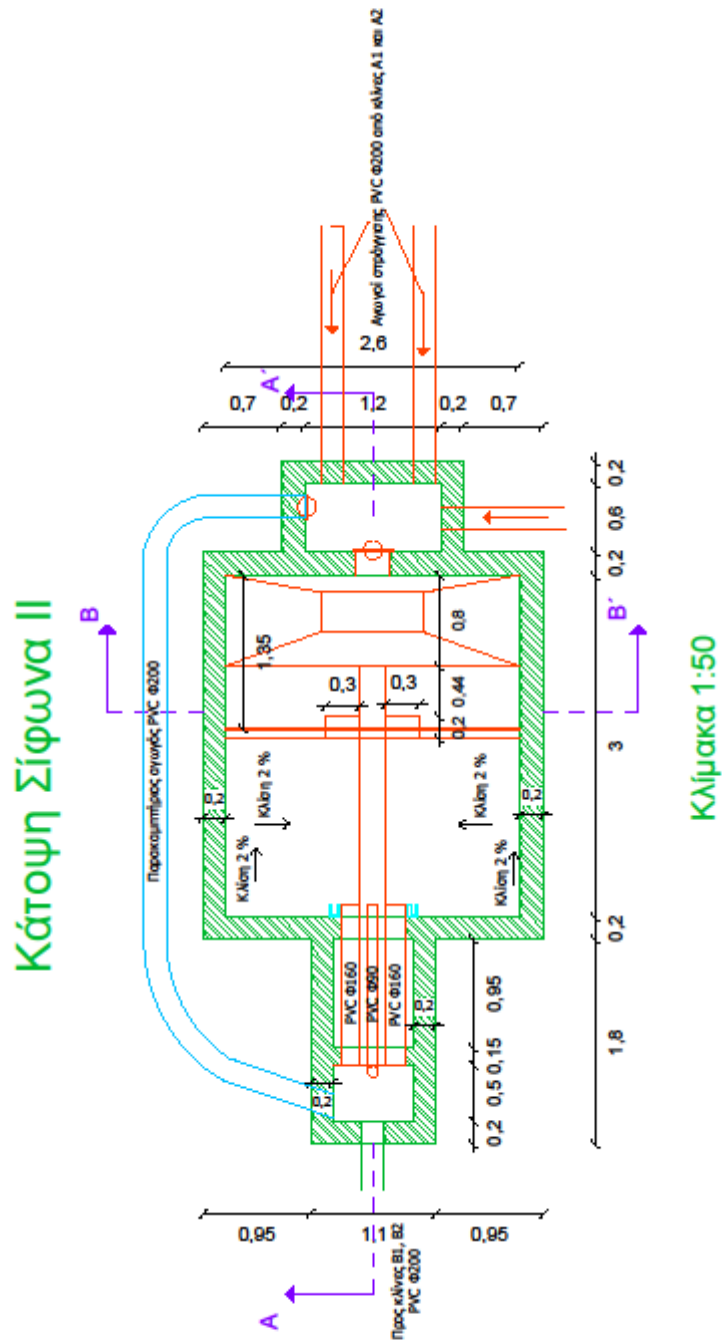 Κάτοψη Σίφωνα ΙΙ
Παρακαμπτήριος αγωγός PVC Φ200
B
B´
A
A´
Αγωγοί στράγγισης PVC Φ200 από κλίνες Α1 και Α2
2,6
0,7
0,2
1,2
0,2
0,7
0,2
0,6
0,2
3
0,2
1,8
1,35
0,8
0,44
0,2
0,3
0,3
0,2
0,2
Κλίση 2 %
Κλίση 2 %
Κλίση 2 %
Κλίση 2 %
PVC Φ160
PVC Φ90
PVC Φ160
0,2
0,2
0,95
0,15
0,5
0,2
0,95
1,1
0,95
Προς κλίνες Β1, Β2
PVC Φ200
Κλίμακα 1:50